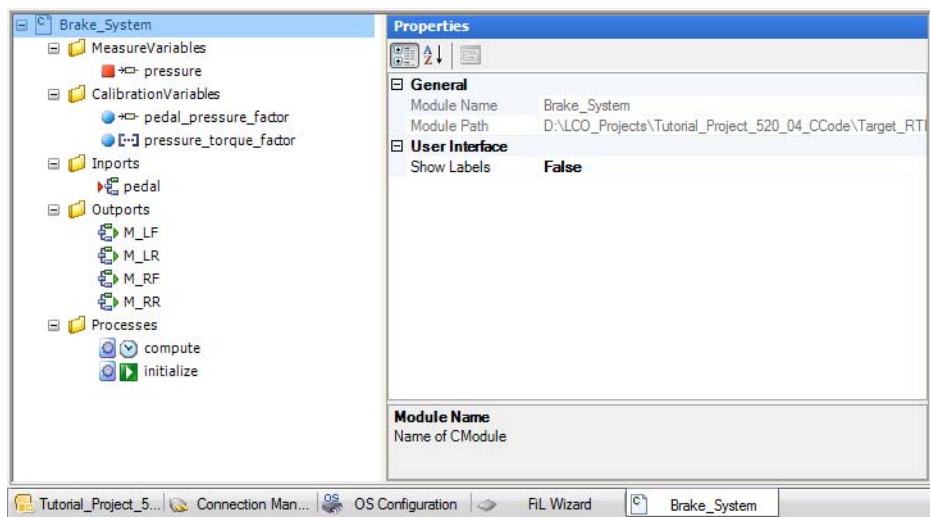 Brake_System
MeasureVariables
pressure
CalibrationVariables
pedal_pressure_factor
pressure_torque_factor
Inports
pedal
Outports
M_LF
M_LR
M_RF
M_RR
Processes
compute
initialize
Properties
General
Module Name Brake_System
Module Path D:\LCO_Projects\Tutorial_Project_520_04_CCode\Target_RTI
User Interface
Show Labels False
Module Name
Name of CModule
Tutorial_Project_5... Connection Man... OS Configuration FiL Wizard Brake_System